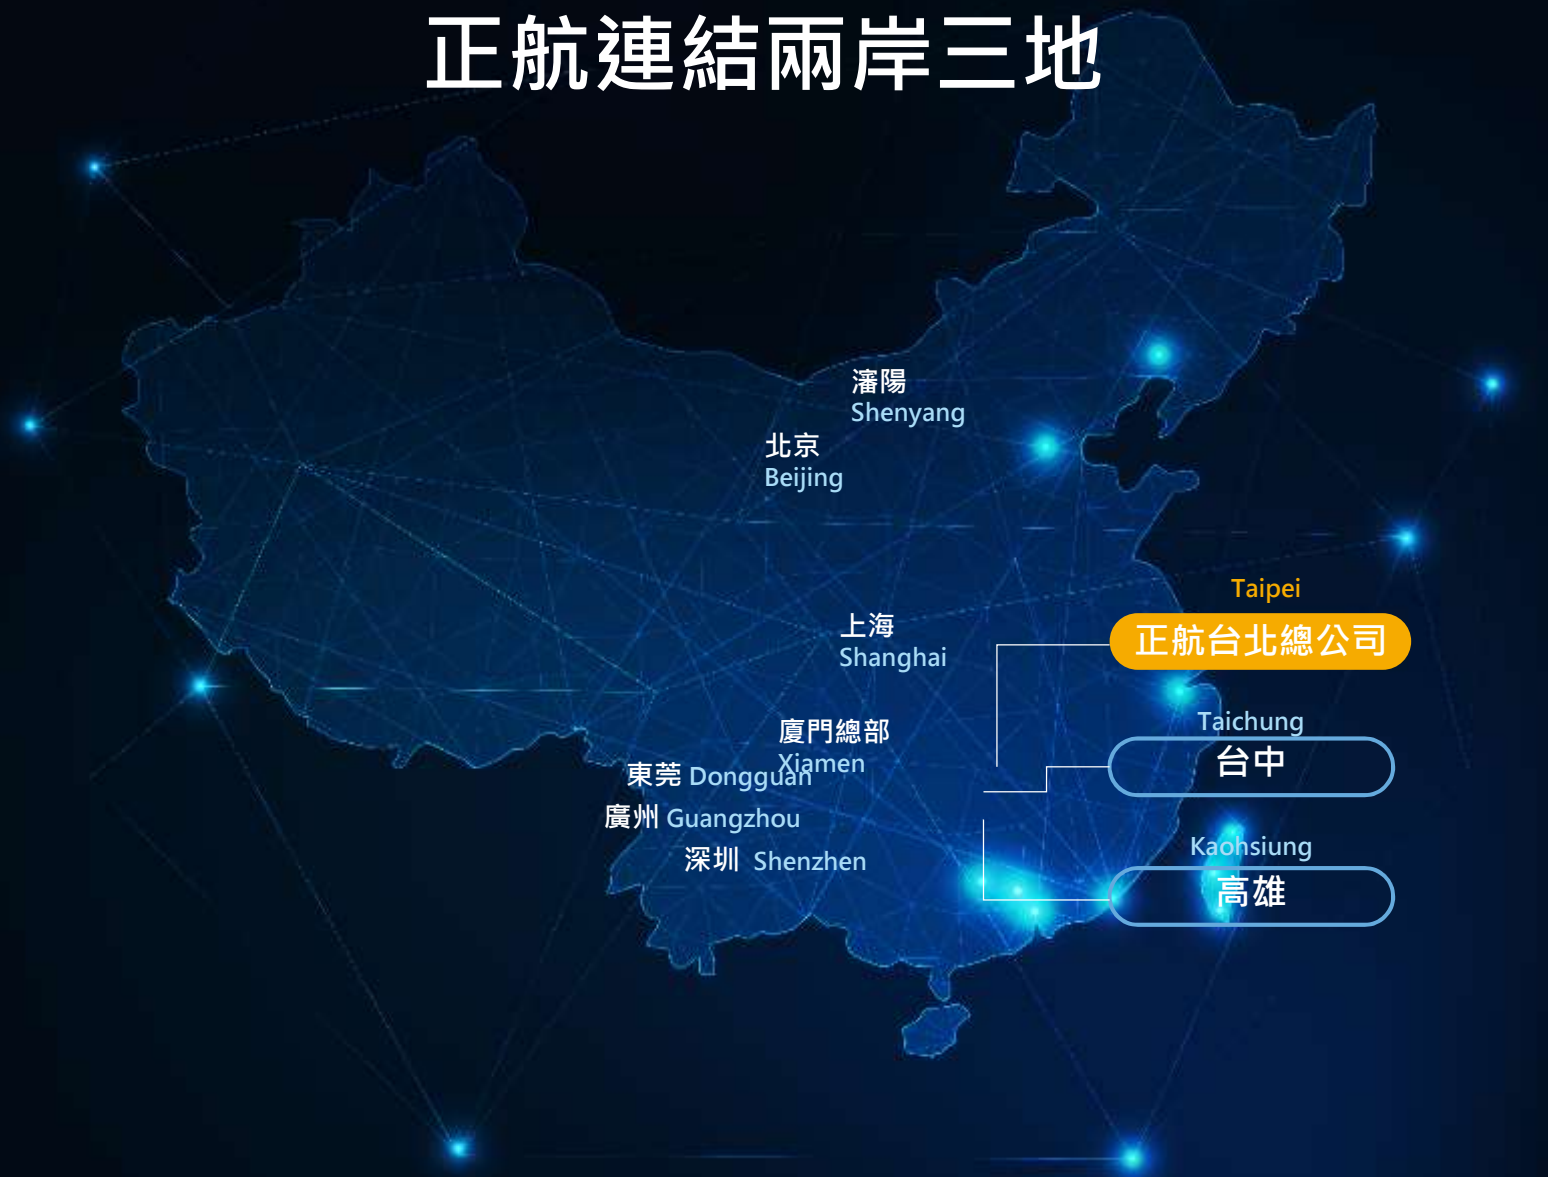 正航連結兩岸三地
瀋陽
Shenyang
北京
Beijing
上海
Shanghai
廈門總部
Xiamen
東莞 Dongguan
廣州 Guangzhou
深圳 Shenzhen
Taipei
正航台北總公司
Taichung
台中
Kaohsiung
高雄